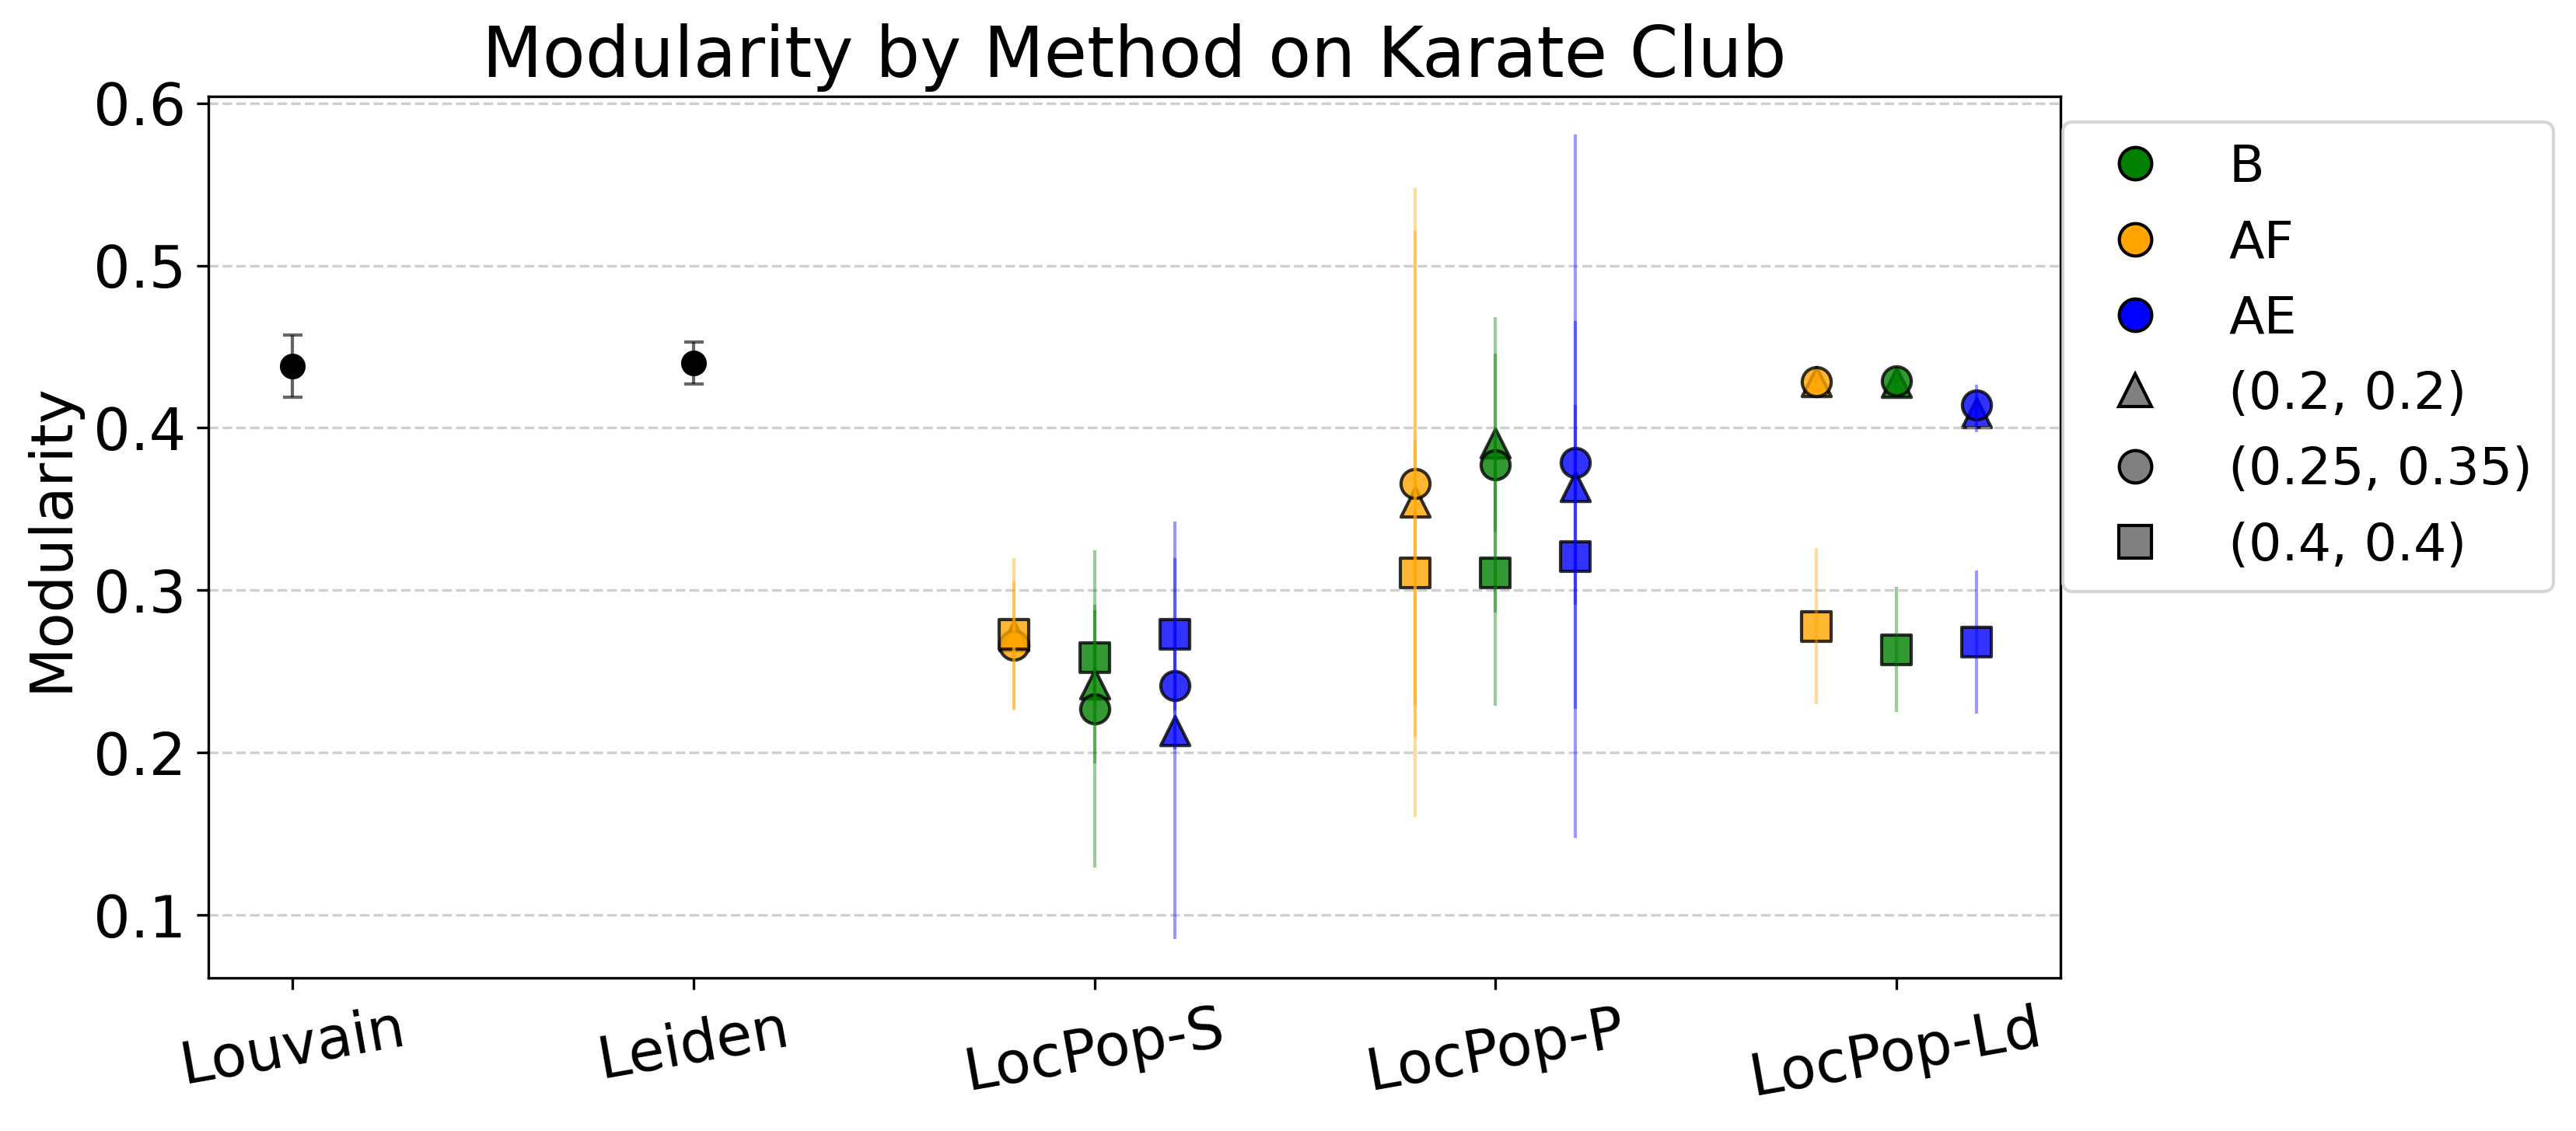 Modularity by Method on Karate Club
Modularity
0.6
0.5
0.4
0.3
0.2
0.1
Louvain
Leiden
LocPop-S
LocPop-P
LocPop-Ld
B
AF
AE
(0.2, 0.2)
(0.25, 0.35)
(0.4, 0.4)